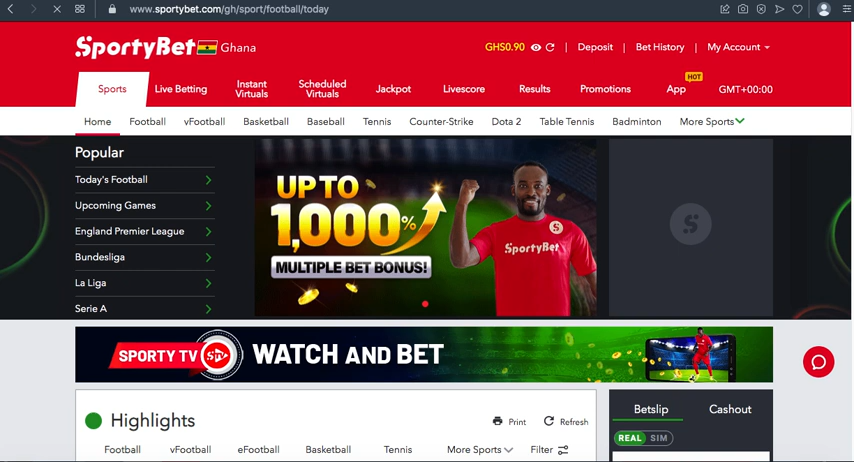 www.sportybet.com/gh/sport/football/today
SportyBet Ghana
GHS0.90 | Deposit | Bet History | My Account
Sports Live Betting Instant Virtuals Scheduled Virtuals Jackpot Livescore Results Promotions App HOT GMT+00:00
Home Football vFootball Basketball Baseball Tennis Counter-Strike Dota 2 Table Tennis Badminton More Sports
Popular
Today's Football
Upcoming Games
England Premier League
Bundesliga
La Liga
Serie A
UP TO
1,000%
MULTIPLE BET BONUS!
SportyBet
SPORTY TV stv WATCH AND BET
Highlights
Print
Refresh
Football vFootball eFootball Basketball Tennis More Sports Filter
Betslip Cashout
REAL SIM